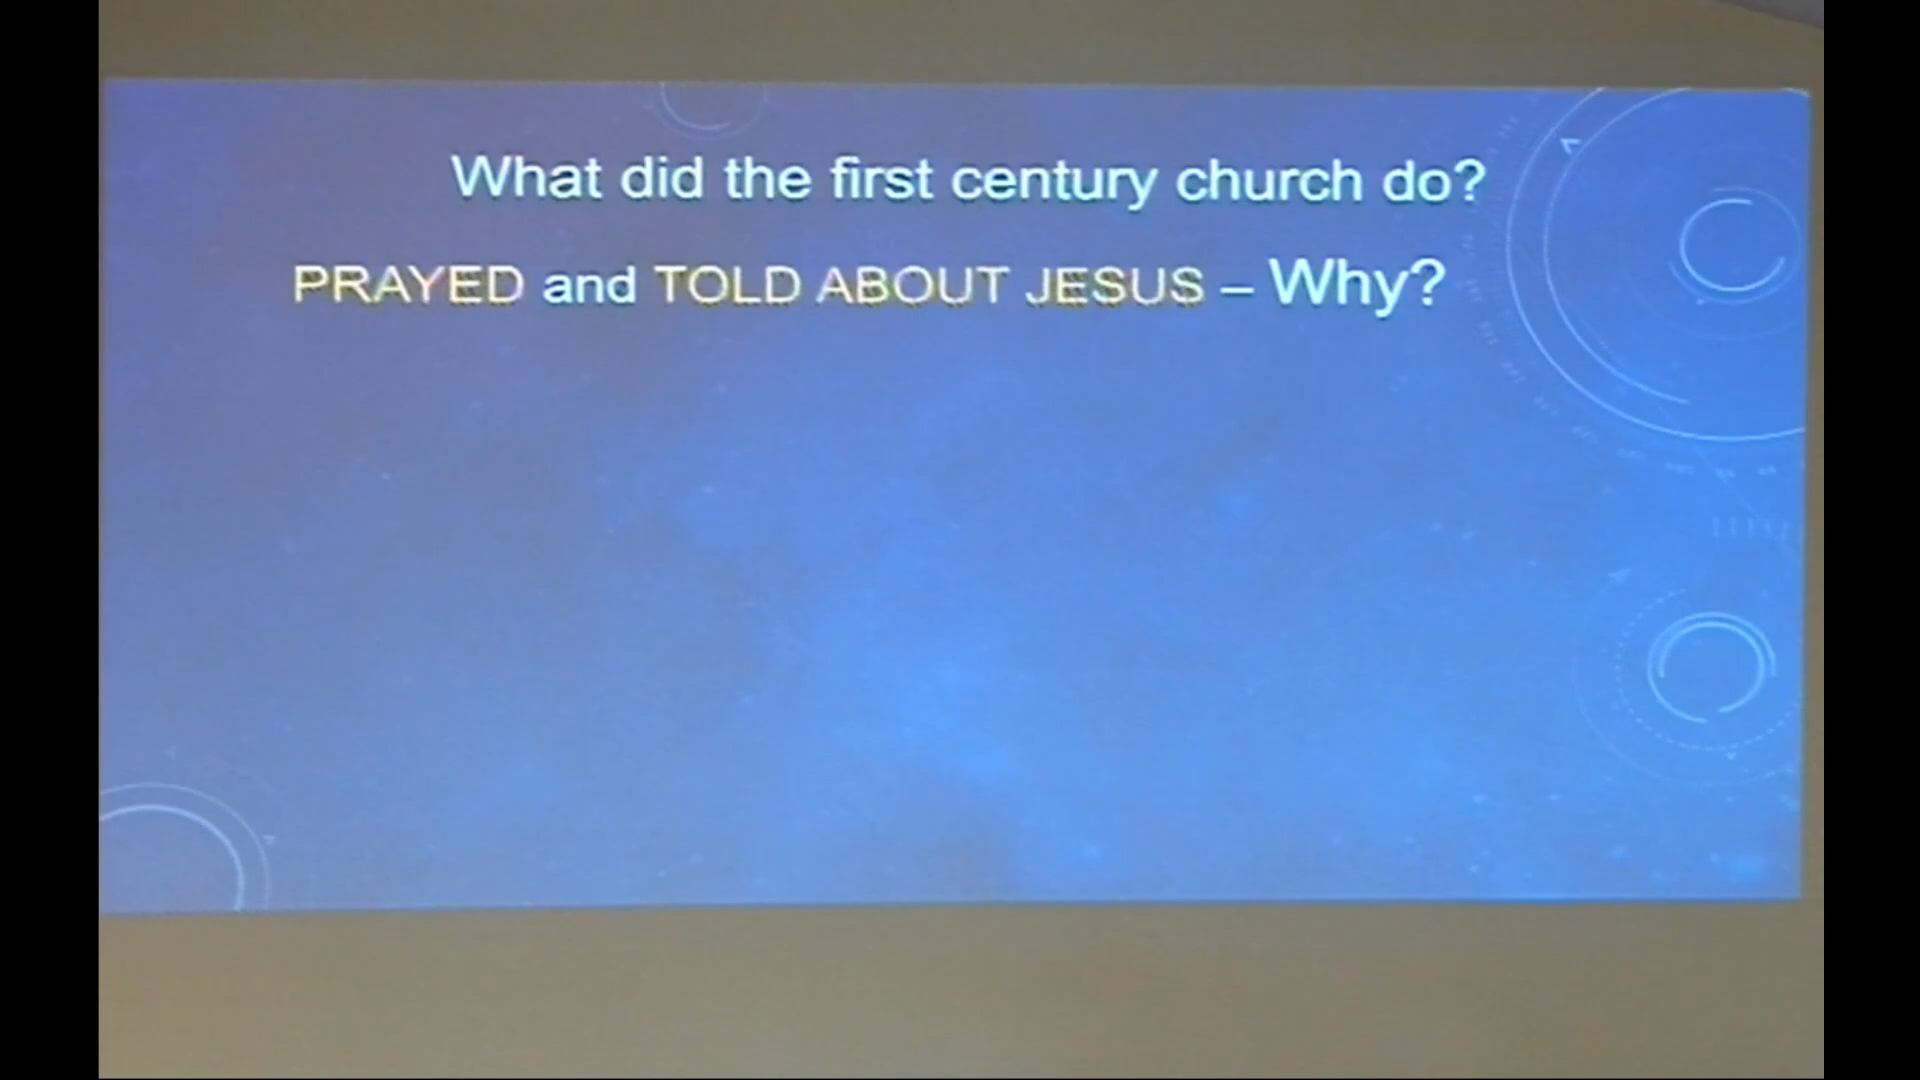 What did the first century church do?
PRAYED and TOLD ABOUT JESUS – Why?